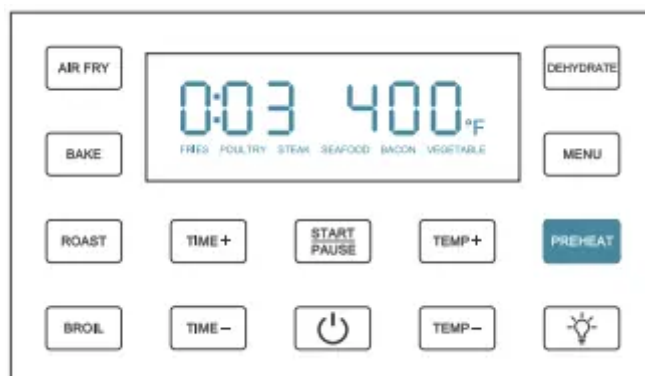 AIR FRY
0:03 400°F
DEHYDRATE
FRIES POULTRY STEAK SEAFOOD BACON VEGETABLE
BAKE
MENU
ROAST
TIME+
START
PAUSE
TEMP+
PREHEAT
BROIL
TIME−
TEMP−